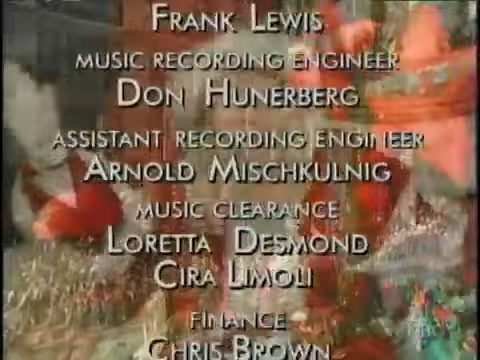 FRANK LEWIS
MUSIC RECORDING ENGINEER
DON HUNERBERG
ASSISTANT RECORDING ENGINEER
ARNOLD MISCHKULNIG
MUSIC CLEARANCE
LORETTA DESMOND
CIRA LIMOLI
FINANCE
CHRIS BROWN